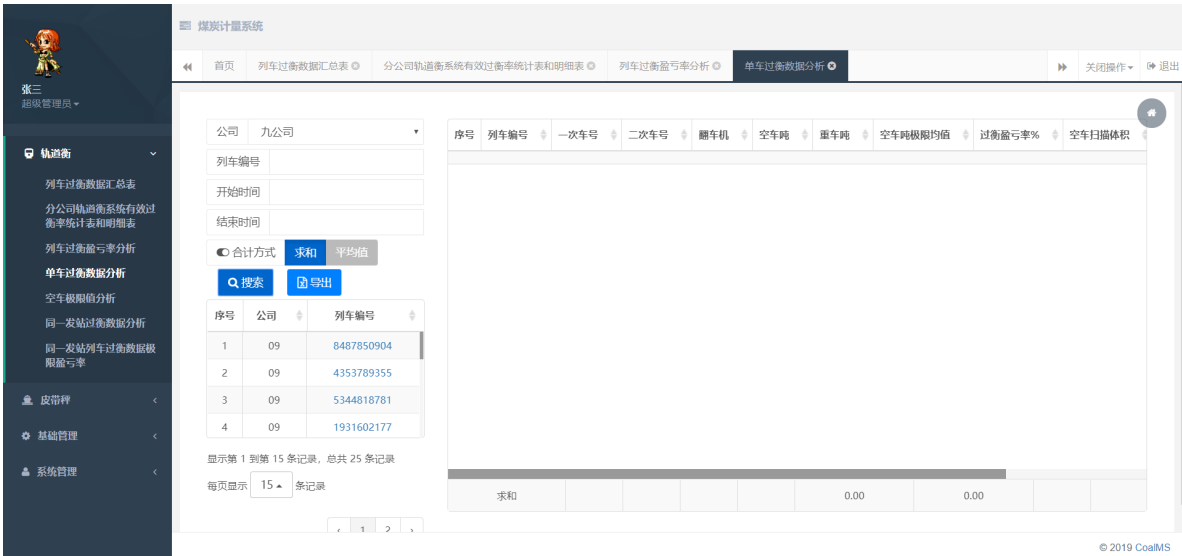 煤炭计量系统
张三
超级管理员
首页 列车过衡数据汇总表 分公司轨道衡系统有效过衡率统计表和明细表 列车过衡盈亏率分析 单车过衡数据分析 关闭操作 退出
轨道衡
列车过衡数据汇总表
分公司轨道衡系统有效过
衡率统计表和明细表
列车过衡盈亏率分析
单车过衡数据分析
空车极限值分析
同一发站过衡数据分析
同一发站列车过衡数据极
限盈亏率
皮带秤
基础管理
系统管理
公司 九公司
列车编号
开始时间
结束时间
合计方式 求和 平均值
搜索 导出
序号 公司 列车编号
1 09 8487850904
2 09 4353789355
3 09 5344818781
4 09 1931602177
显示第 1 到第 15 条记录，总共 25 条记录
每页显示 15 条记录
‹ 1 2 ›
序号 列车编号 一次车号 二次车号 翻车机 空车吨 重车吨 空车吨极限均值 过衡盈亏率% 空车扫描体积
求和 0.00 0.00
© 2019 CoalMS